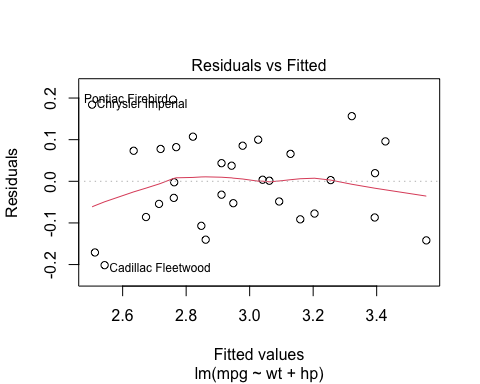 Residuals vs Fitted
Residuals
0.2
0.1
0.0
-0.1
-0.2
Pontiac Firebird
Chrysler Imperial
Cadillac Fleetwood
2.6 2.8 3.0 3.2 3.4
Fitted values
lm(mpg ~ wt + hp)